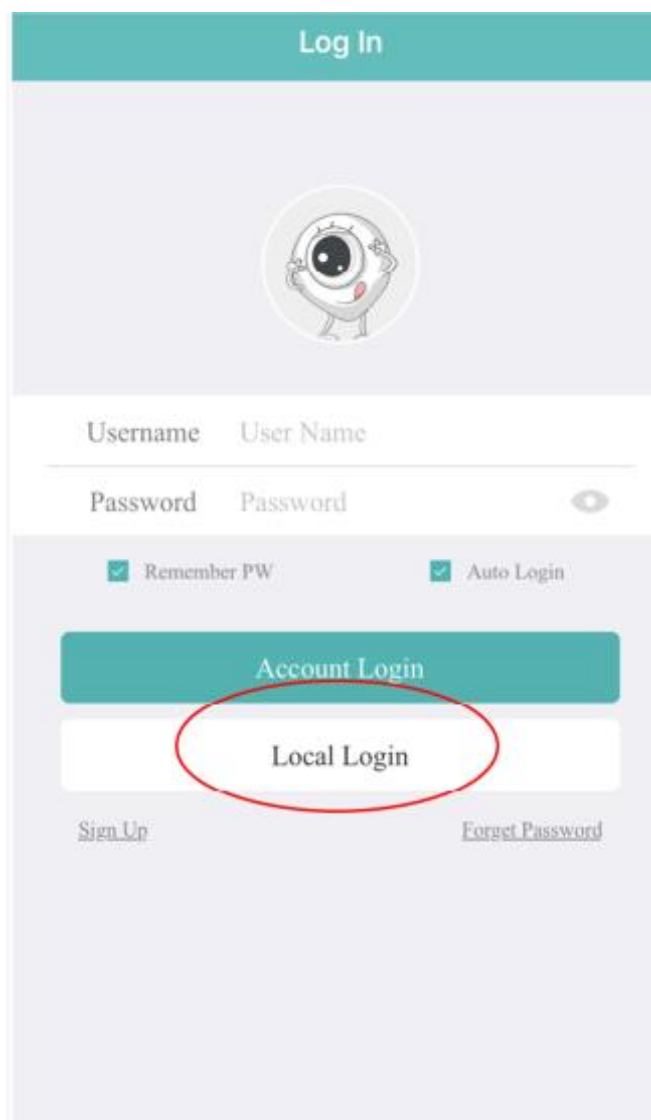 Log In
Username User Name
Password Password
Remember PW Auto Login
Account Login
Local Login
Sign Up Forget Password